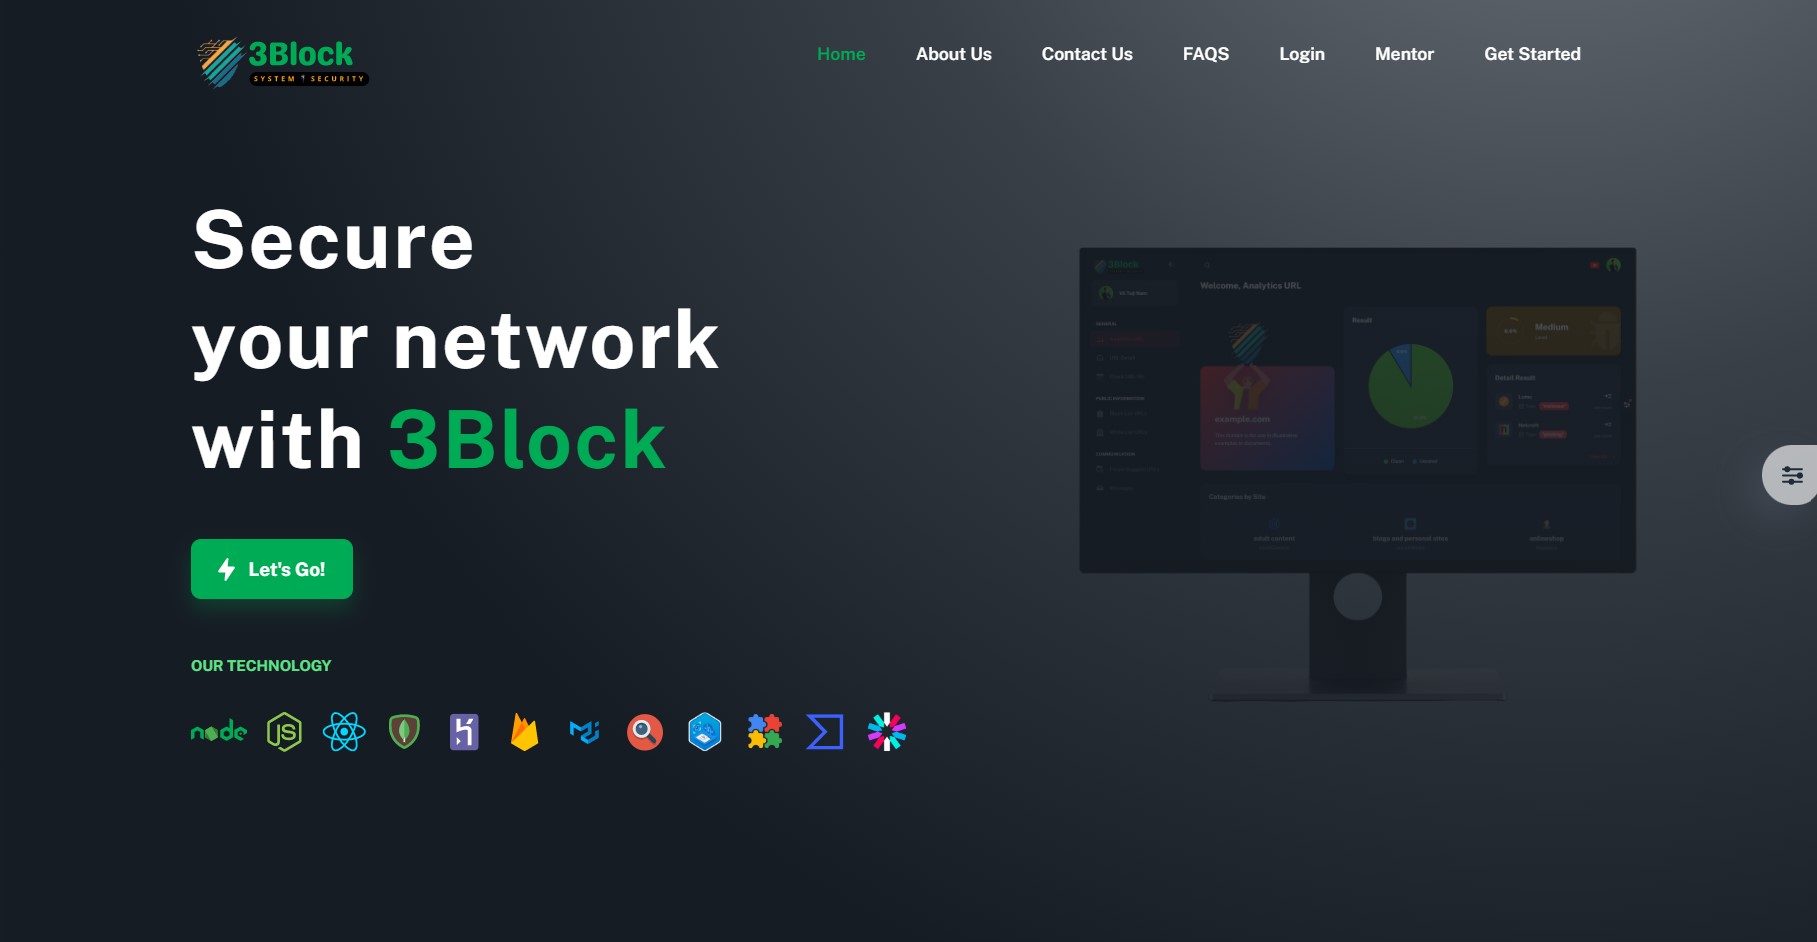 3Block
SYSTEM SECURITY
Home
About Us
Contact Us
FAQS
Login
Mentor
Get Started
Secure
your network
with 3Block
Let's Go!
OUR TECHNOLOGY
node
JS
3Block
Welcome, Analytics URL
Result
Medium
Detail Result
example.com
Categories by Site
adult content
blogs and personal sites